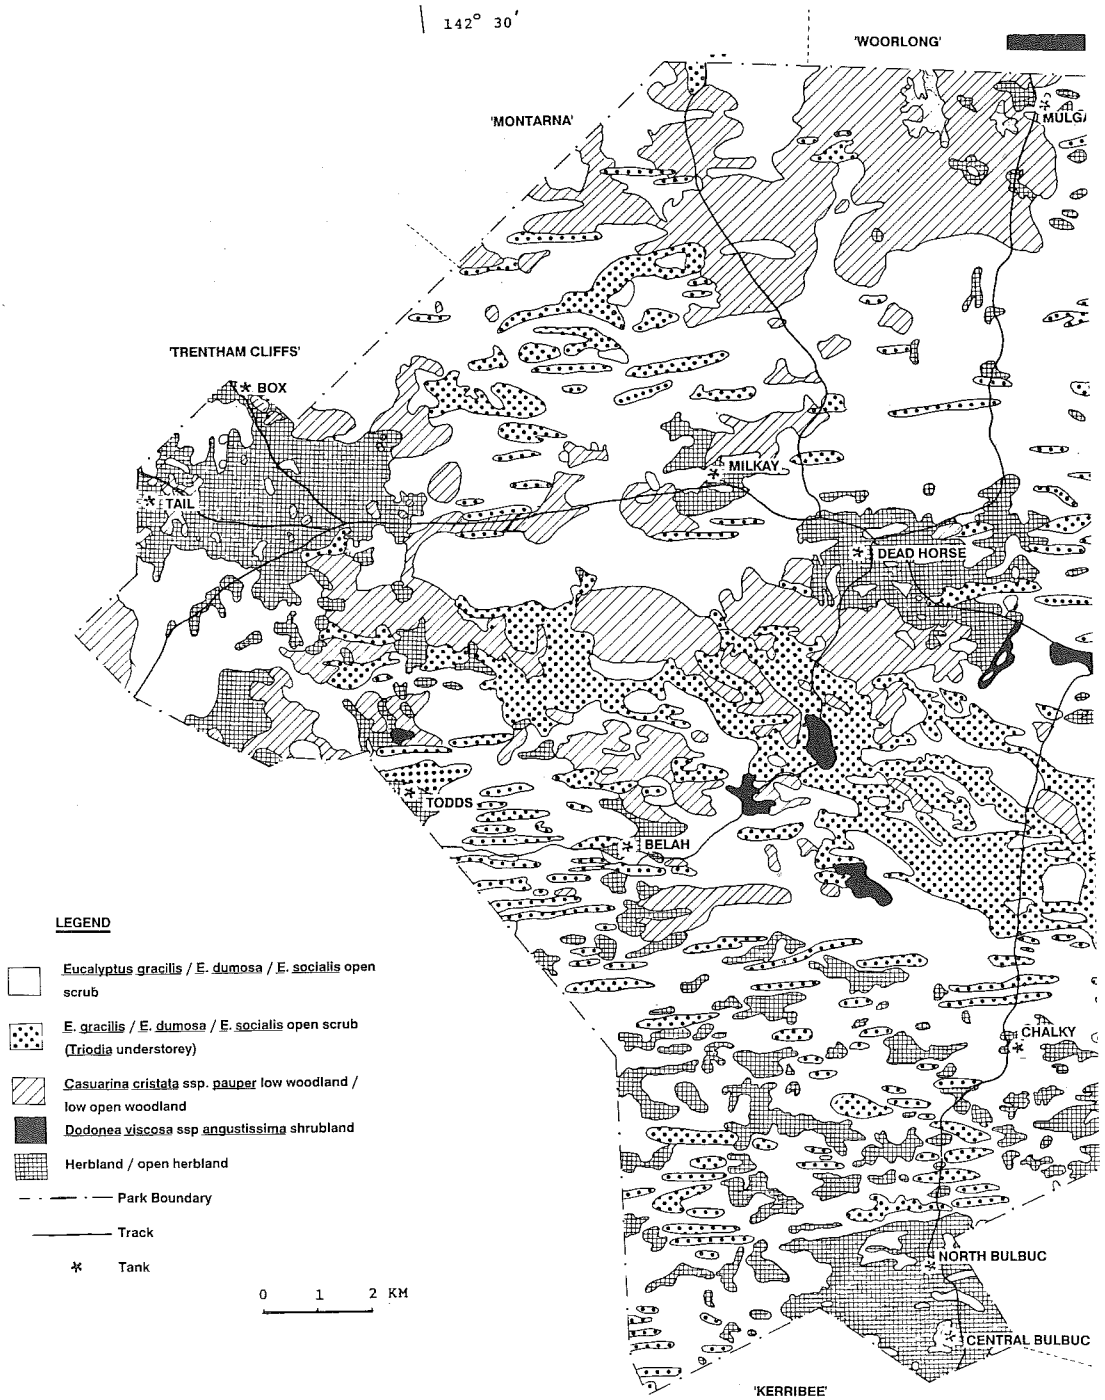 142° 30'
'WOORLONG'
'MONTARNA'
MULGA
'TRENTHAM CLIFFS'
BOX
MILKAY
TAIL
DEAD HORSE
TODDS
BELAH
LEGEND
Eucalyptus gracilis / E. dumosa / E. socialis open
scrub
E. gracilis / E. dumosa / E. socialis open scrub
(Triodia understorey)
CHALKY
Casuarina cristata ssp. pauper low woodland /
low open woodland
Dodonea viscosa ssp angustissima shrubland
Herbland / open herbland
Park Boundary
Track
Tank
NORTH BULBUC
0 1 2 KM
CENTRAL BULBUC
'KERRIBEE'